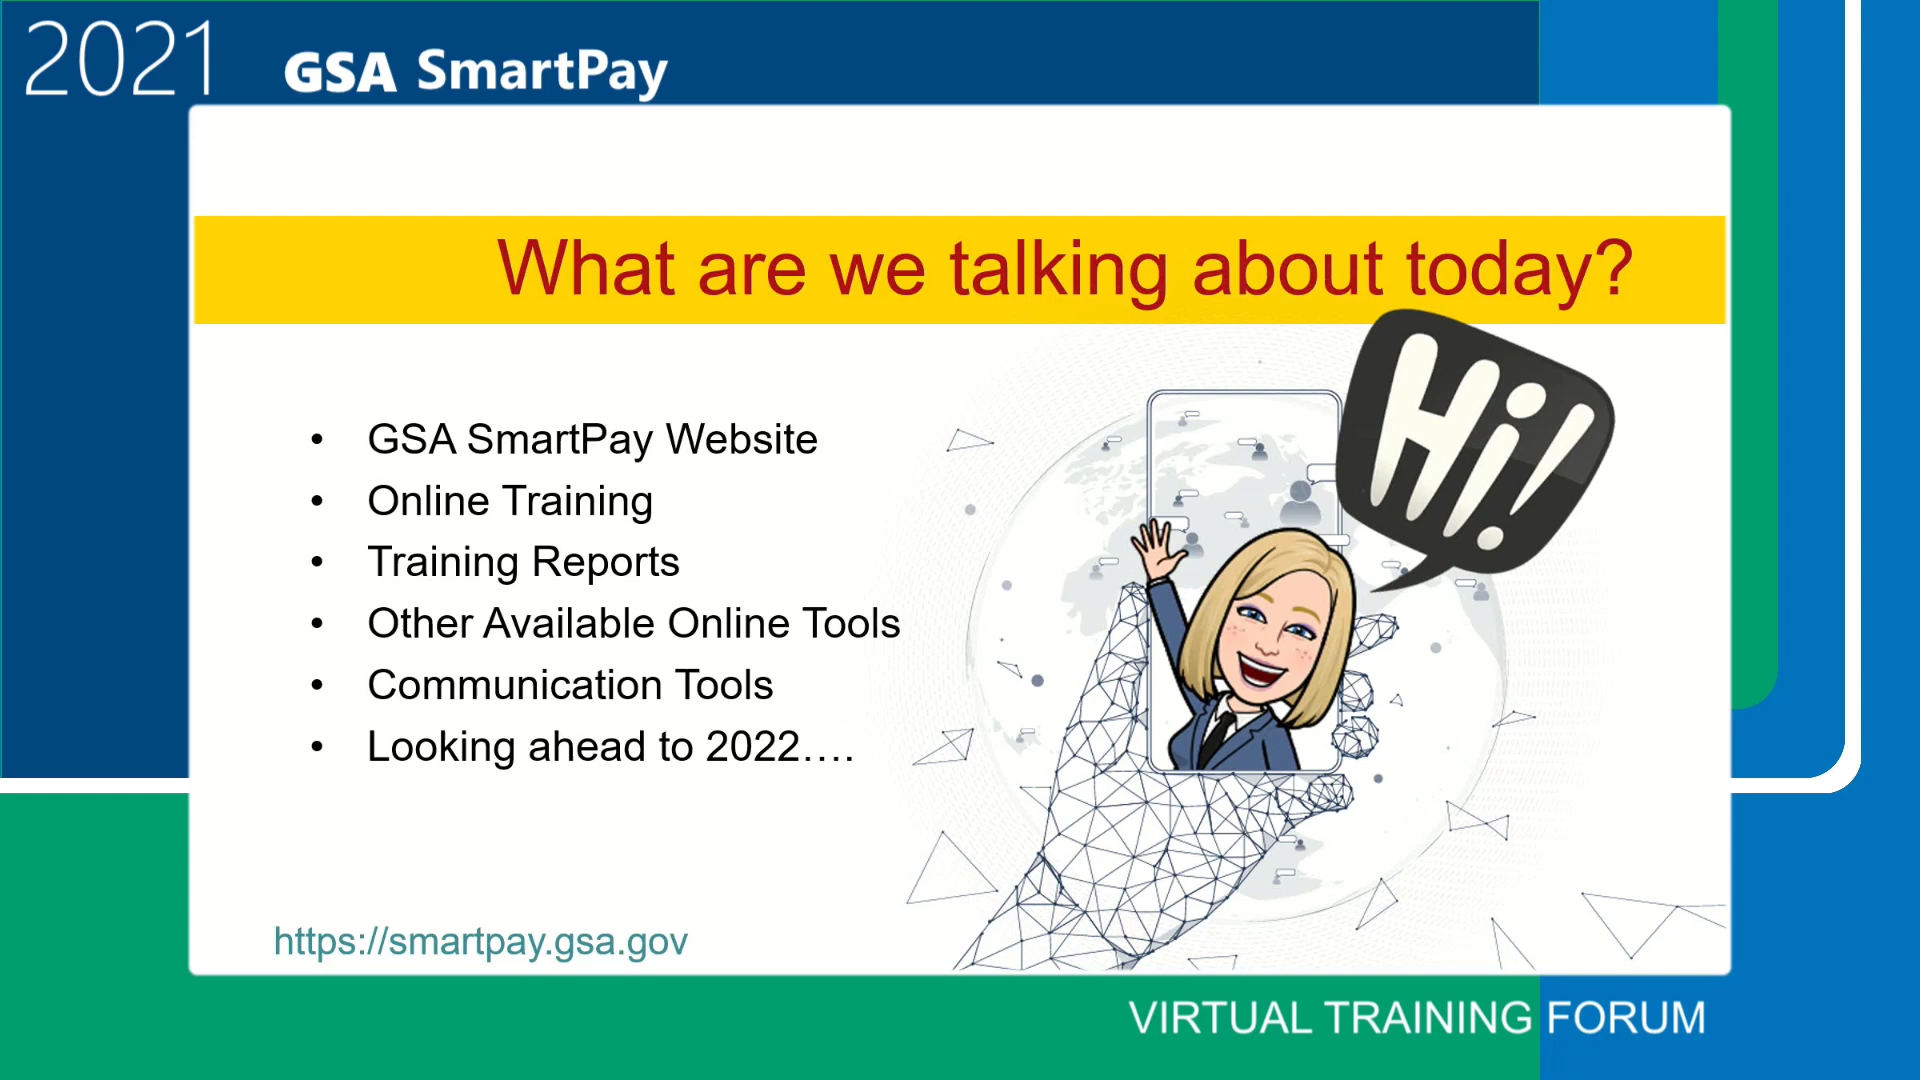 2021 GSA SmartPay
What are we talking about today?
Hi!
• GSA SmartPay Website
• Online Training
• Training Reports
• Other Available Online Tools
• Communication Tools
• Looking ahead to 2022….
https://smartpay.gsa.gov
VIRTUAL TRAINING FORUM